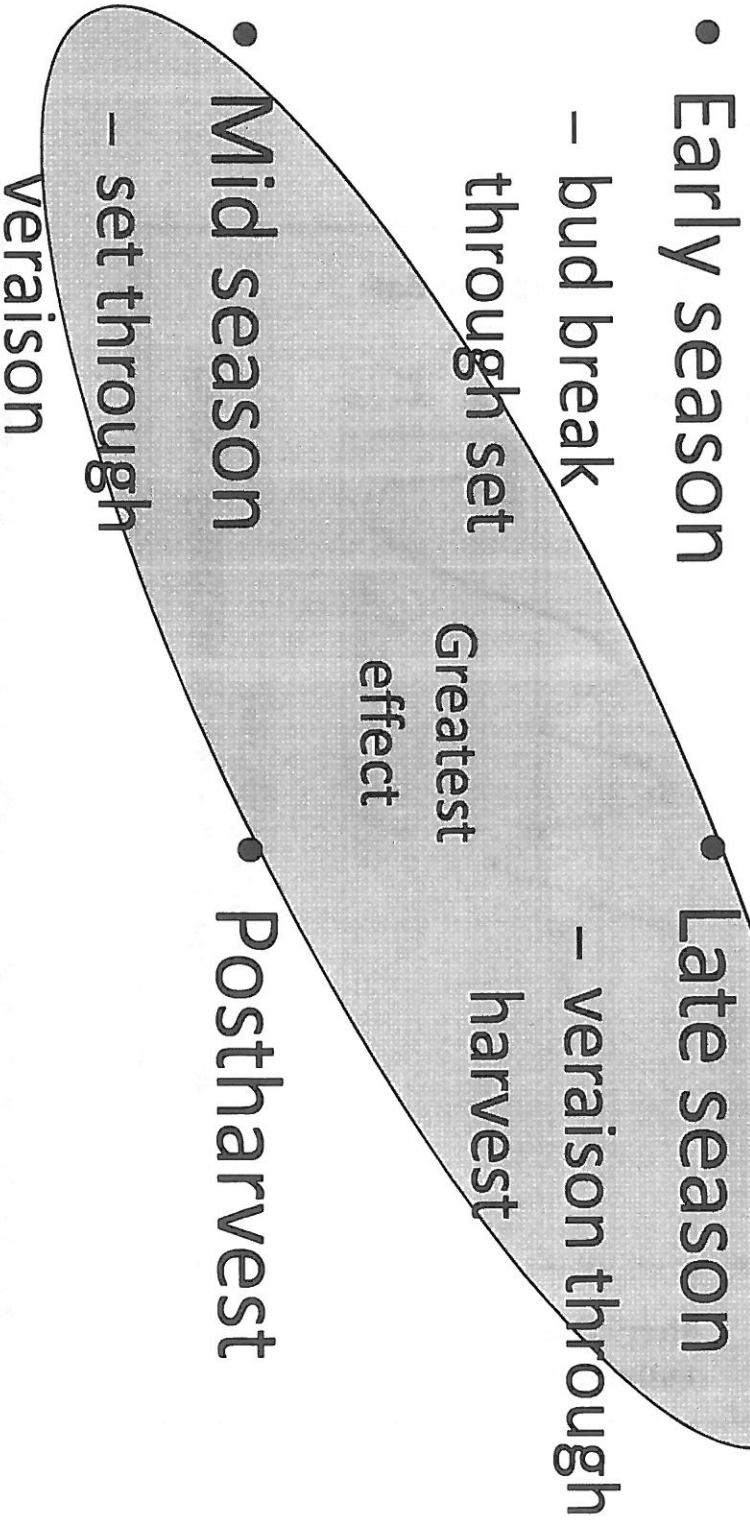 • Early season
– bud break
through set
• Mid season
– set through
veraison
Greatest
effect
• Late season
– veraison through
harvest
• Postharvest